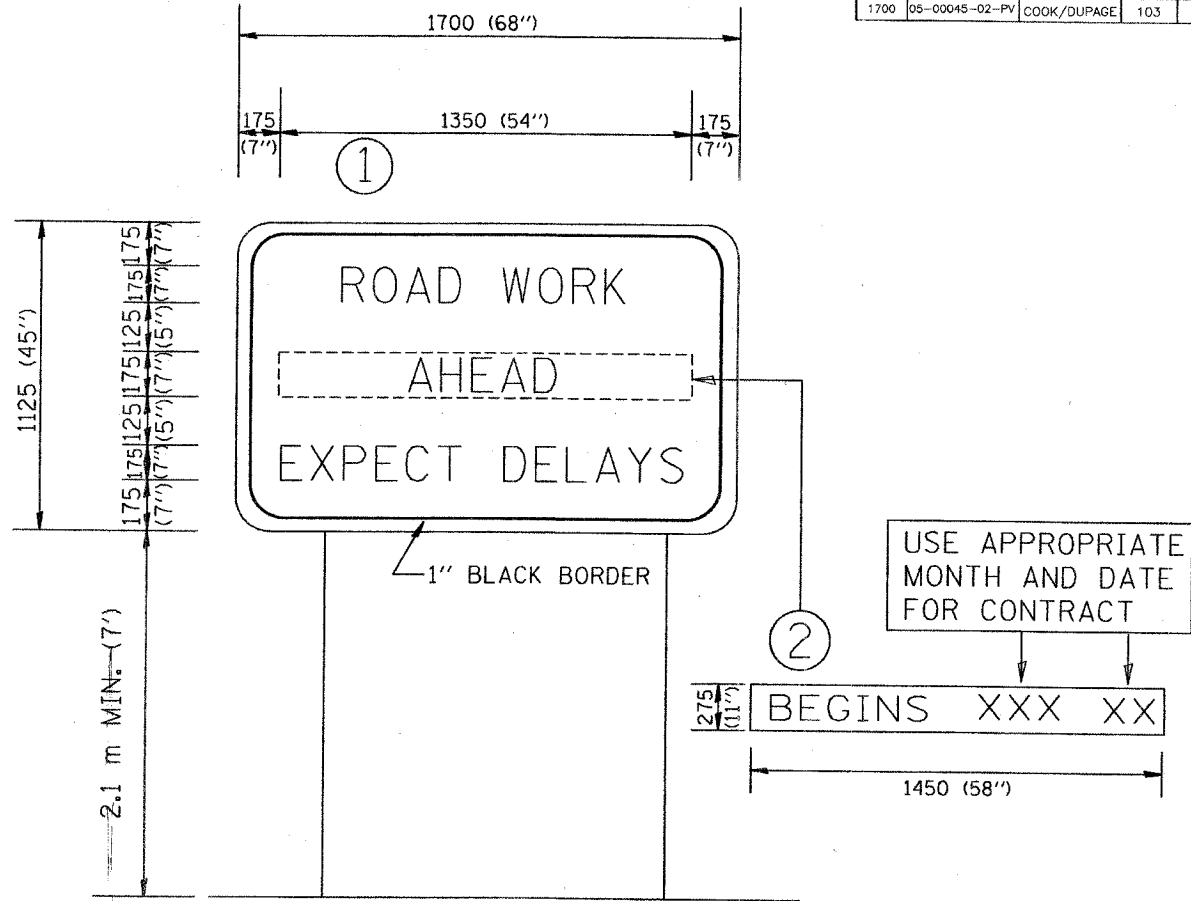 1700 05-00045-02-PV COOK/DUPAGE 103
1700 (68")
175 (7")
1350 (54")
175 (7")
1
1125 (45")
175 (7")
175 (7")
125 (5")
175 (7")
125 (5")
175 (7")
175 (7")
ROAD WORK
AHEAD
EXPECT DELAYS
1" BLACK BORDER
2.1 m MIN. (7')
USE APPROPRIATE
MONTH AND DATE
FOR CONTRACT
2
275 (11")
BEGINS XXX XX
1450 (58")